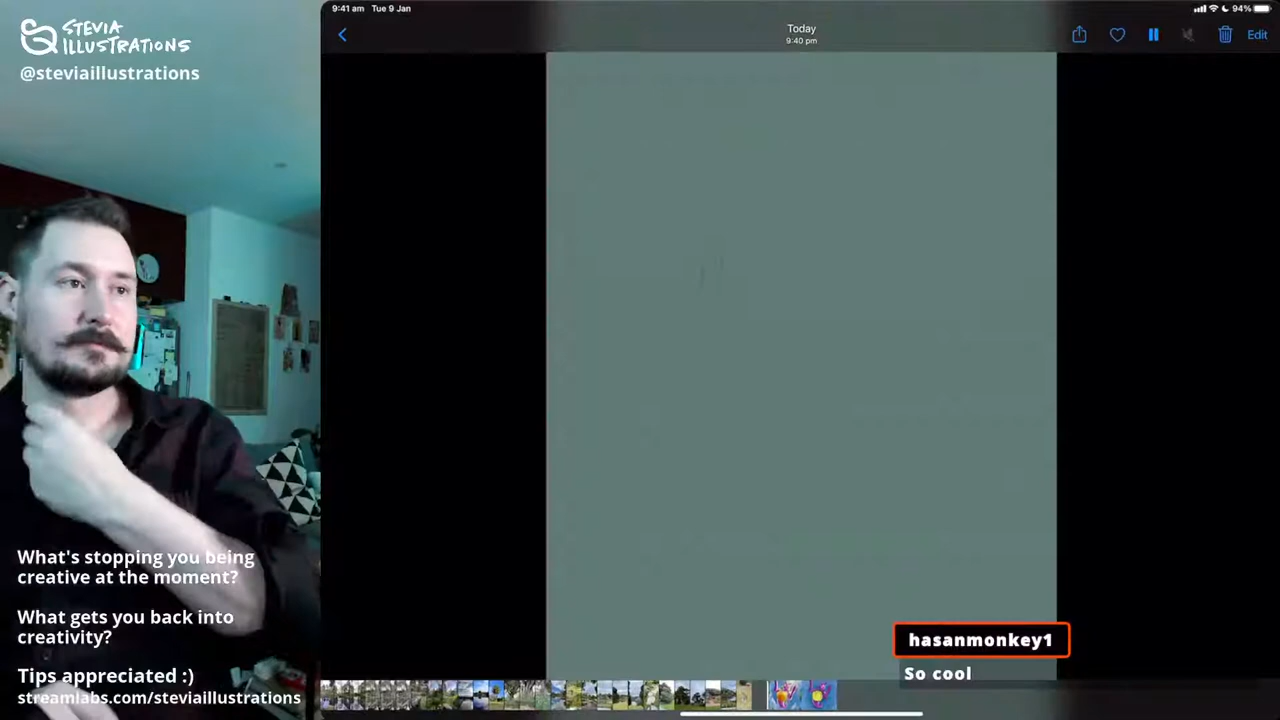 STEVIA
ILLUSTRATIONS
@steviaillustrations
9:41 am Tue 9 Jan
Today
9:40 pm
94%
Edit
What's stopping you being
creative at the moment?
What gets you back into
creativity?
Tips appreciated :)
streamlabs.com/steviaillustrations
hasanmonkey1
So cool